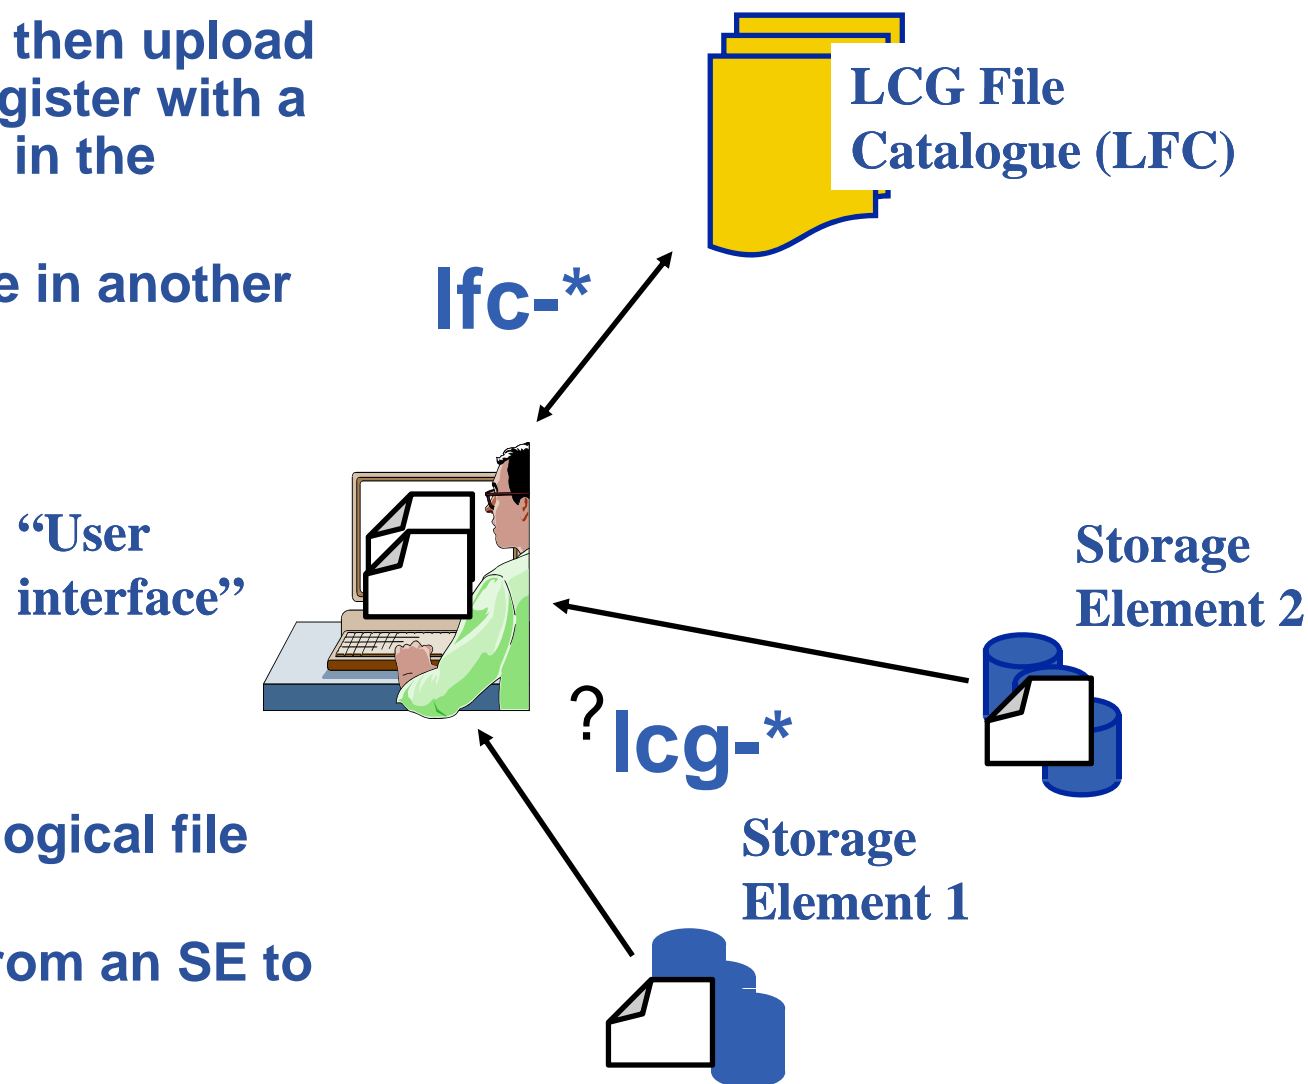 then upload
gister with a
in the
e in another
LCG File
Catalogue (LFC)
lfc-*
“User
interface”
Storage
Element 2
?
lcg-*
ogical file
Storage
Element 1
rom an SE to